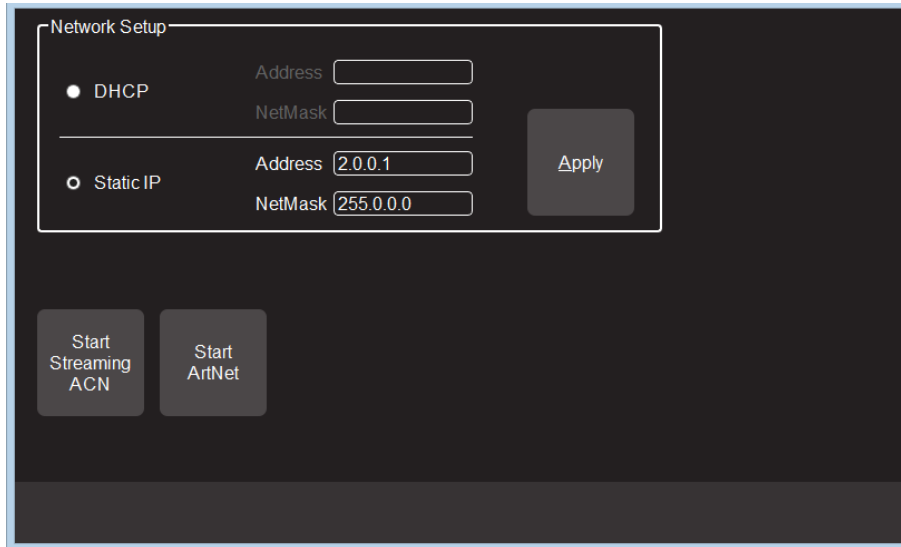 Network Setup
DHCP
Address
NetMask
Static IP
Address 2.0.0.1
NetMask 255.0.0.0
Apply
Start
Streaming
ACN
Start
ArtNet